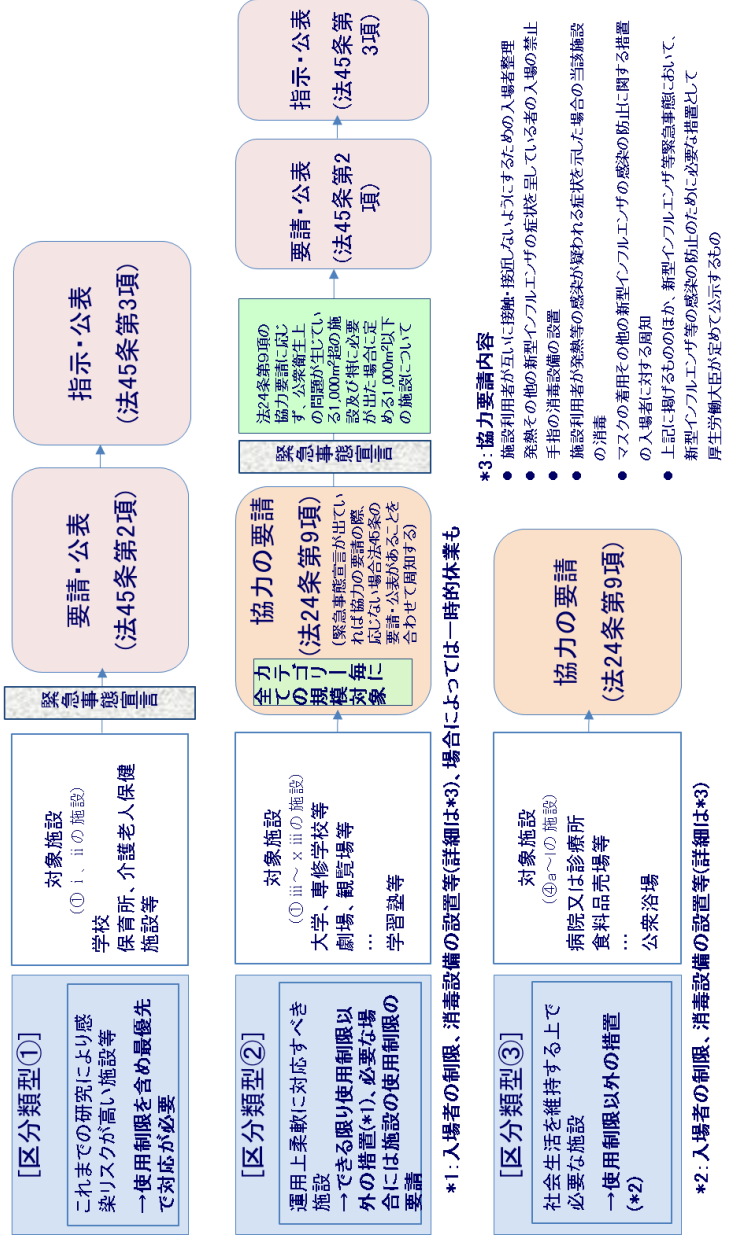 [区分類型①]
これまでの研究により感
染リスクが高い施設等
→使用制限を含め最優先
で対応が必要
対象施設
(①ⅰ、ⅱの施設)
学校
保育所、介護老人保健
施設等
緊急事態宣言
要請・公表
(法45条第2項)
指示・公表
(法45条第3項)
[区分類型②]
運用上柔軟に対応すべき
施設
→できる限り使用制限以
外の措置(*1)、必要な場
合には施設の使用制限の
要請
対象施設
(①ⅲ～ⅹⅲの施設)
大学、専修学校等
劇場、観覧場等
…
学習塾等
協力の要請
(法24条第9項)
(緊急事態宣言が出てい
れば協力の要請の際、
応じない場合法45条の
要請・公表があることを
合わせて周知する)
カテゴリー毎に
全ての規模対象
緊急事態宣言
法24条第9項の
協力要請に応じ
ず、公衆衛生上
の問題が生じてい
る1,000m²超の施
設及び特に必要
が出た場合に定
める1,000m²以下
の施設について
要請・公表
(法45条第2
項)
指示・公表
(法45条第
3項)
*1:入場者の制限、消毒設備の設置等(詳細は*3)、場合によっては一時的休業も
[区分類型③]
社会生活を維持する上で
必要な施設
→使用制限以外の措置
(*2)
対象施設
(④a～lの施設)
病院又は診療所
食料品売場等
…
公衆浴場
協力の要請
(法24条第9項)
*2:入場者の制限、消毒設備の設置等(詳細は*3)
*3:協力要請内容
● 施設利用者が互いに接触・接近しないようにするための入場者整理
● 発熱その他の新型インフルエンザの症状を呈している者の入場の禁止
● 手指の消毒設備の設置
● 施設利用者が発熱等の感染が疑われる症状を示した場合の当該施設
の消毒
● マスクの着用その他の新型インフルエンザの感染の防止に関する措置
の入場者に対する周知
● 上記に掲げるもののほか、新型インフルエンザ等緊急事態において、
新型インフルエンザ等の感染の防止のために必要な措置として
厚生労働大臣が定めて公示するもの